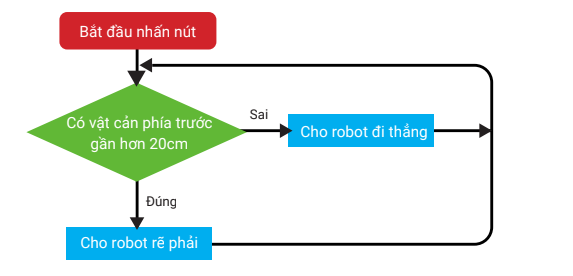 Bắt đầu nhấn nút
Có vật cản phía trước
gần hơn 20cm
Sai
Cho robot đi thẳng
Đúng
Cho robot rẽ phải